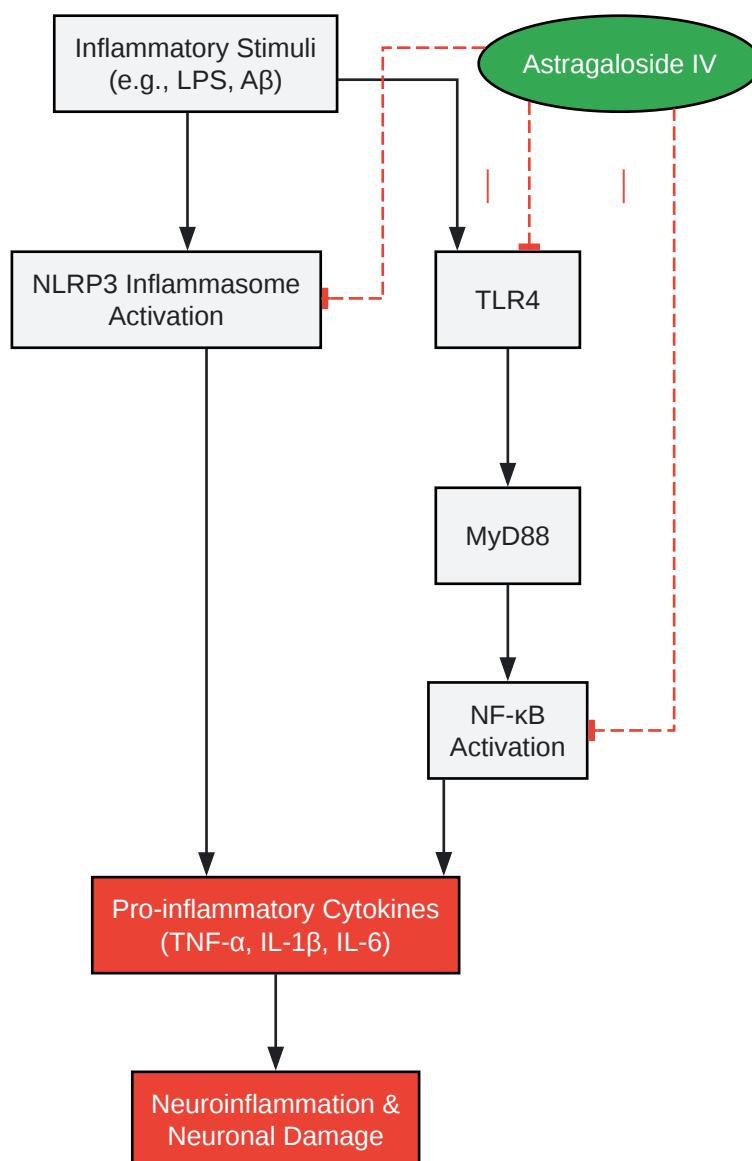 Inflammatory Stimuli
(e.g., LPS, Aβ)
Astragaloside IV
NLRP3 Inflammasome
Activation
TLR4
MyD88
NF-κB
Activation
Pro-inflammatory Cytokines
(TNF-α, IL-1β, IL-6)
Neuroinflammation &
Neuronal Damage